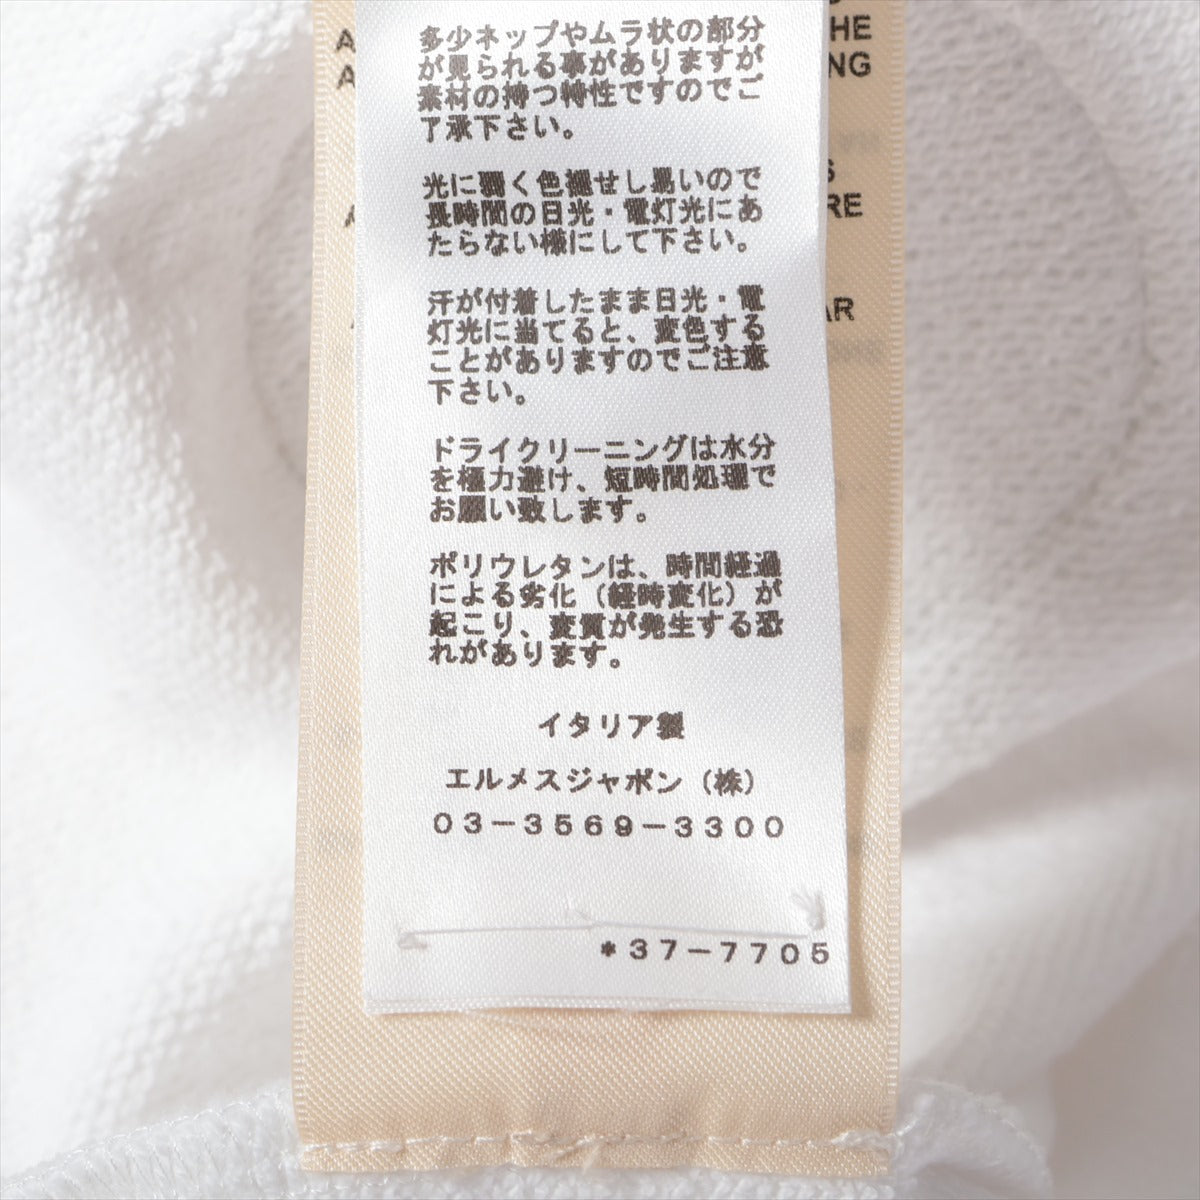 HE
NG
多少ネップやムラ状の部分
が見られる事がありますが
素材の持つ特性ですのでご
了承下さい。
光に弱く色褪せし易いので
長時間の日光・電灯光にあ
たらない様にして下さい。
汗が付着したまま日光・電
灯光に当てると、変色する
ことがありますのでご注意
下さい。
ドライクリーニングは水分
を極力避け、短時間処理で
お願い致します。
ポリウレタンは、時間経過
による劣化(経時変化)が
起こり、変質が発生する恐
れがあります。
イタリア製
エルメスジャポン(株)
03-3569-3300
*37-7705
A
A
S
A
RE
AR